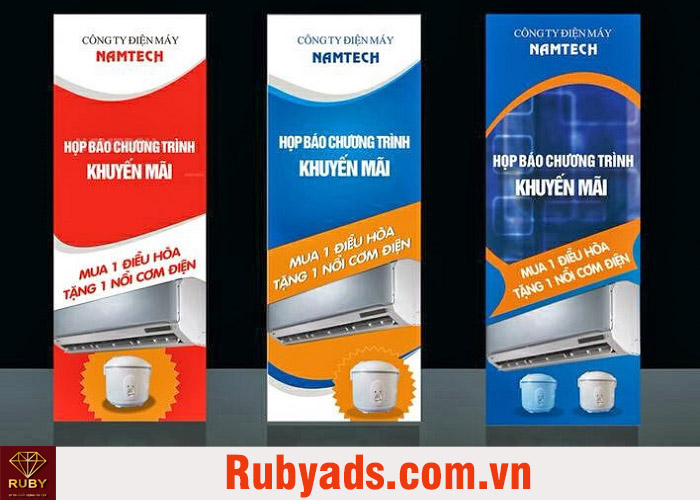 CÔNG TY ĐIỆN MÁY
NAMTECH
HỌP BÁO CHƯƠNG TRÌNH
KHUYẾN MÃI
MUA 1 ĐIỀU HÒA
TẶNG 1 NỒI CƠM ĐIỆN
CÔNG TY ĐIỆN MÁY
NAMTECH
HỌP BÁO CHƯƠNG TRÌNH
KHUYẾN MÃI
MUA 1 ĐIỀU HÒA
TẶNG 1 NỒI CƠM ĐIỆN
CÔNG TY ĐIỆN MÁY
NAMTECH
HỌP BÁO CHƯƠNG TRÌNH
KHUYẾN MÃI
MUA 1 ĐIỀU HÒA
TẶNG 1 NỒI CƠM ĐIỆN
RUBY
Rubyads.com.vn